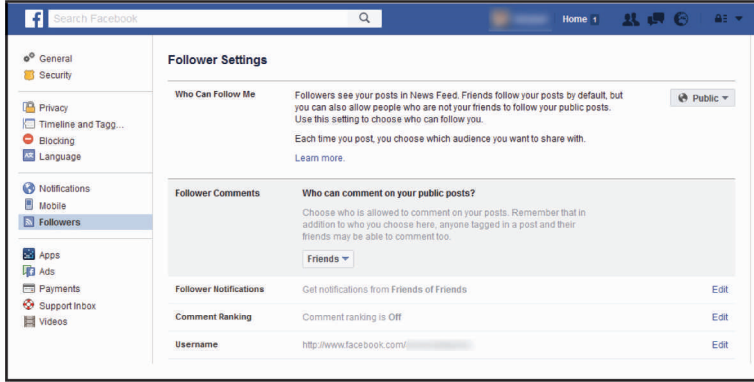 f
Search Facebook
Home 1
General
Security
Privacy
Timeline and Tagg...
Blocking
Language
Notifications
Mobile
Followers
Apps
Ads
Payments
Support Inbox
Videos
Follower Settings
Who Can Follow Me
Followers see your posts in News Feed. Friends follow your posts by default, but
you can also allow people who are not your friends to follow your public posts.
Use this setting to choose who can follow you.
Each time you post, you choose which audience you want to share with.
Learn more.
Public
Follower Comments
Who can comment on your public posts?
Choose who is allowed to comment on your posts. Remember that in
addition to who you choose here, anyone tagged in a post and their
friends may be able to comment too.
Friends
Follower Notifications
Get notifications from Friends of Friends
Edit
Comment Ranking
Comment ranking is Off
Edit
Username
http://www.facebook.com/
Edit